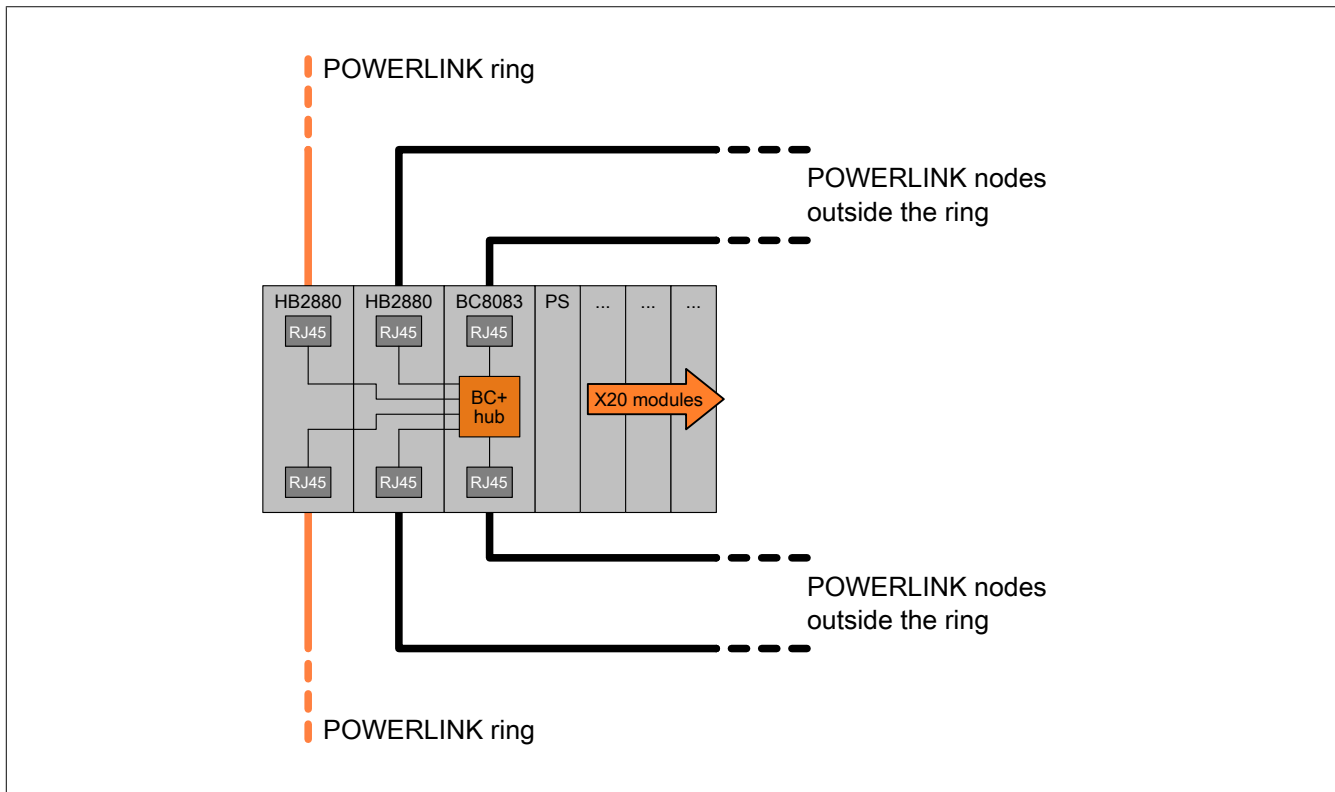 POWERLINK ring
POWERLINK nodes
outside the ring
HB2880 HB2880 BC8083 PS ... ... ...
RJ45 RJ45 RJ45
BC+
hub
X20 modules
RJ45 RJ45 RJ45
POWERLINK nodes
outside the ring
POWERLINK ring